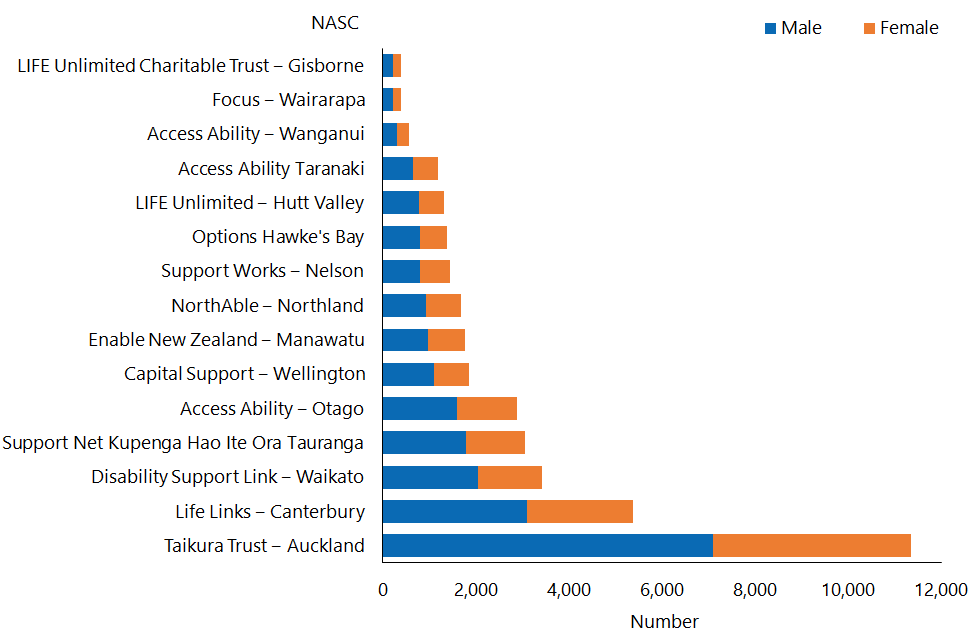 NASC
Male Female
LIFE Unlimited Charitable Trust – Gisborne
Focus – Wairarapa
Access Ability – Wanganui
Access Ability Taranaki
LIFE Unlimited – Hutt Valley
Options Hawke's Bay
Support Works – Nelson
NorthAble – Northland
Enable New Zealand – Manawatu
Capital Support – Wellington
Access Ability – Otago
Support Net Kupenga Hao Ite Ora Tauranga
Disability Support Link – Waikato
Life Links – Canterbury
Taikura Trust – Auckland
0 2,000 4,000 6,000 8,000 10,000 12,000
Number